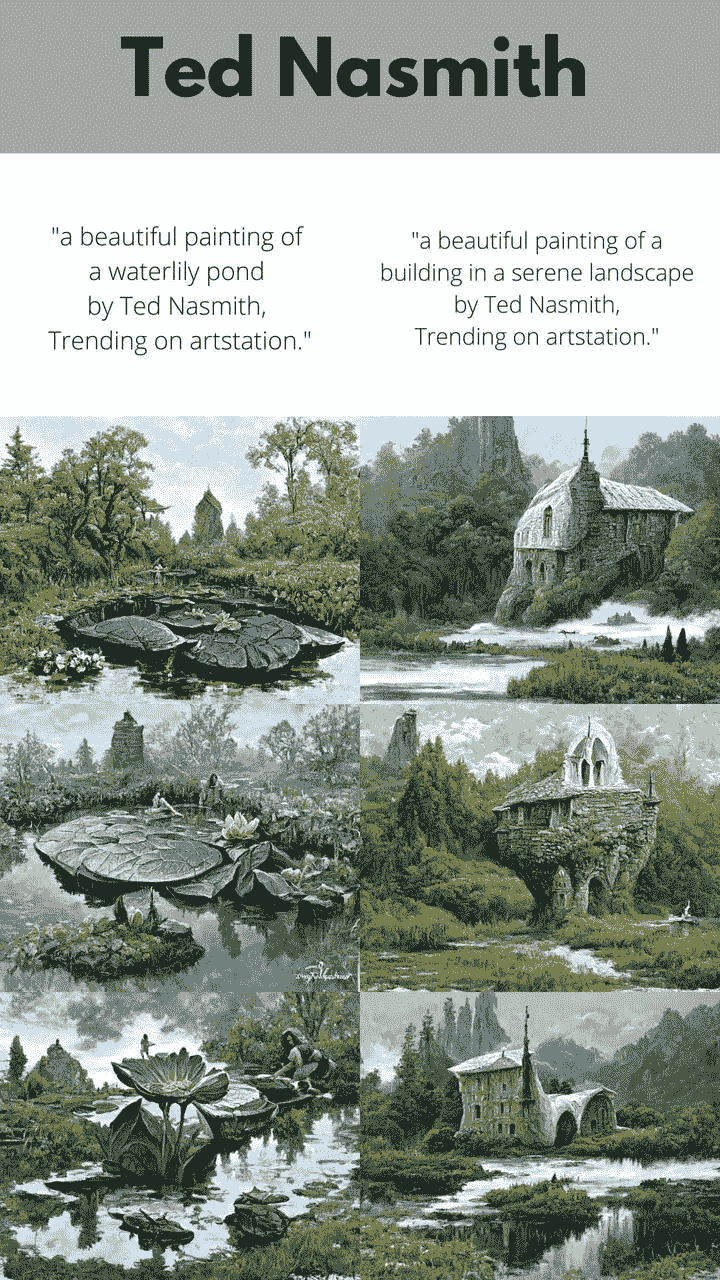 Ted Nasmith
"a beautiful painting of
a waterlily pond
by Ted Nasmith,
Trending on artstation."
"a beautiful painting of a
building in a serene landscape
by Ted Nasmith,
Trending on artstation."